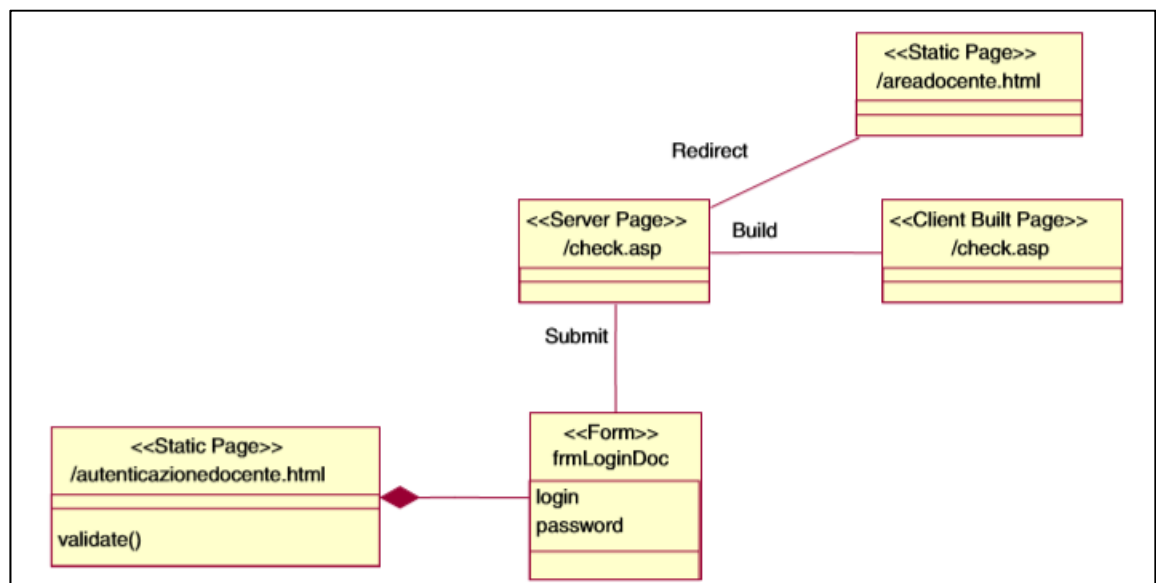 <<Static Page>>
/areadocente.html
Redirect
<<Server Page>>
/check.asp
Build
<<Client Built Page>>
/check.asp
Submit
<<Form>>
frmLoginDoc
login
password
<<Static Page>>
/autenticazionedocente.html
validate()